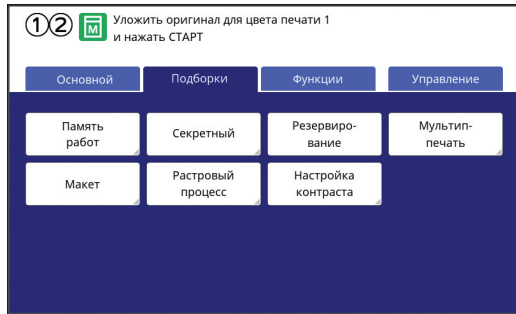 ①② M Уложить оригинал для цвета печати 1
и нажать СТАРТ
Основной Подборки Функции Управление
Память
работ
Секретный
Резервиро-
вание
Мультип-
печать
Макет
Растровый
процесс
Настройка
контраста